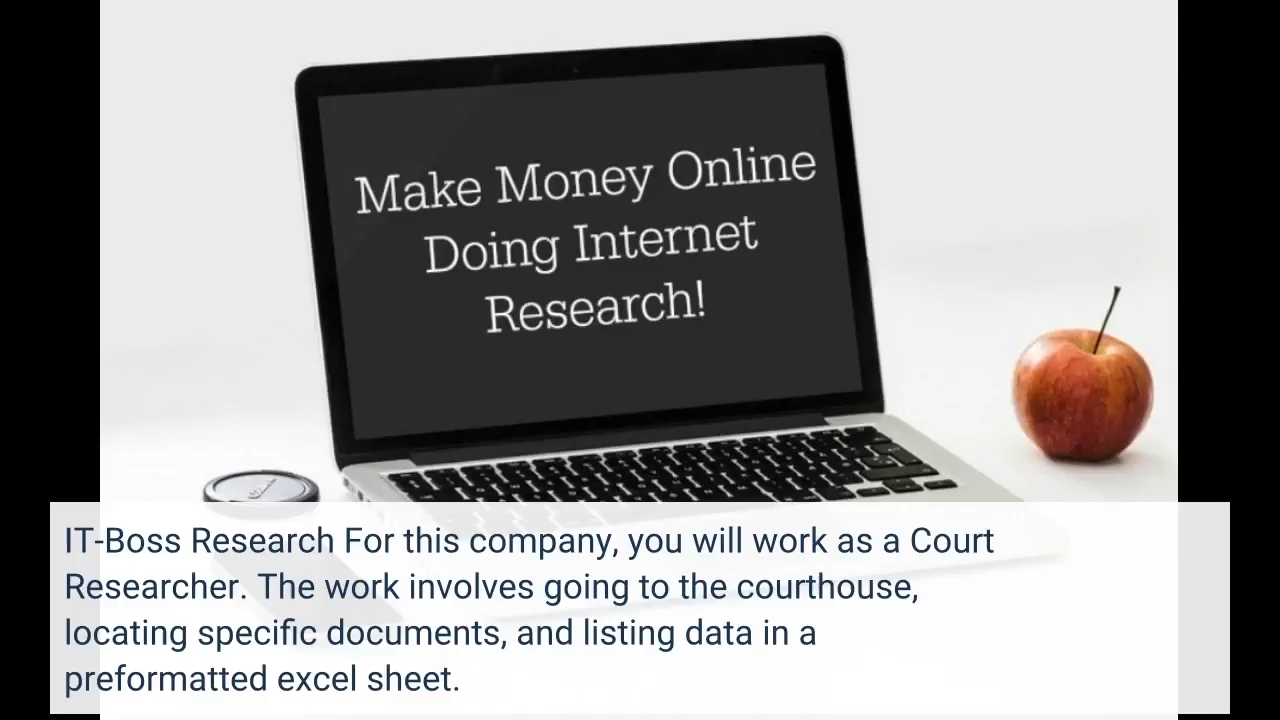 Make Money Online
Doing Internet
Research!
IT-Boss Research For this company, you will work as a Court
Researcher. The work involves going to the courthouse,
locating specific documents, and listing data in a
preformatted excel sheet.